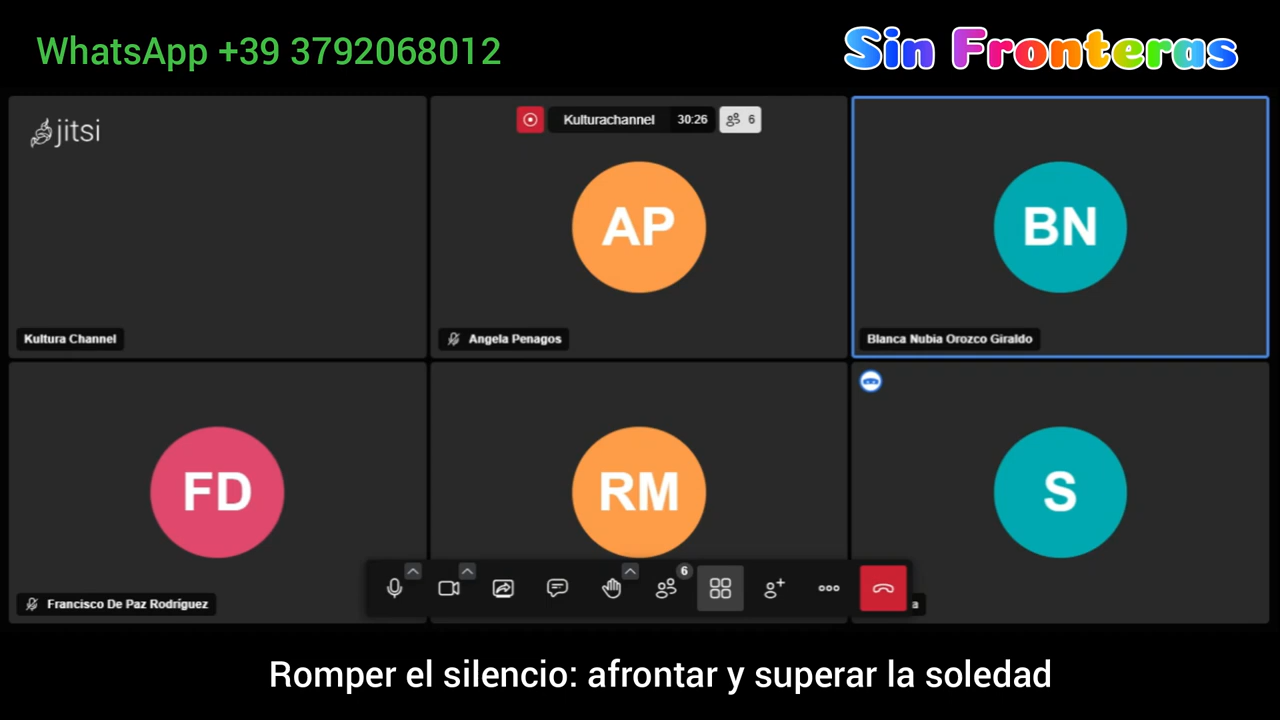 WhatsApp +39 3792068012
Sin Fronteras
jitsi
Kulturachannel 30:26 6
AP
BN
Kultura Channel
Angela Penagos
Blanca Nubia Orozco Giraldo
FD
RM
S
6
Francisco De Paz Rodríguez
a
Romper el silencio: afrontar y superar la soledad